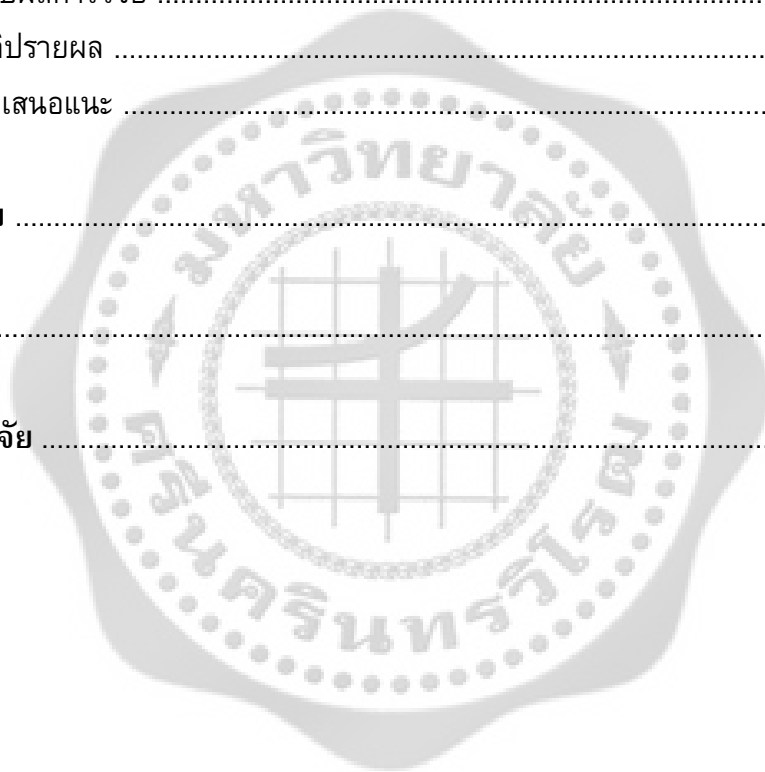 ิปรายผล ........................................................................
เสนอแนะ ........................................................................
มหาวิทยาลัย
........................................................................
จัย ........................................................................
ศรีนครินทรวิโรฒ